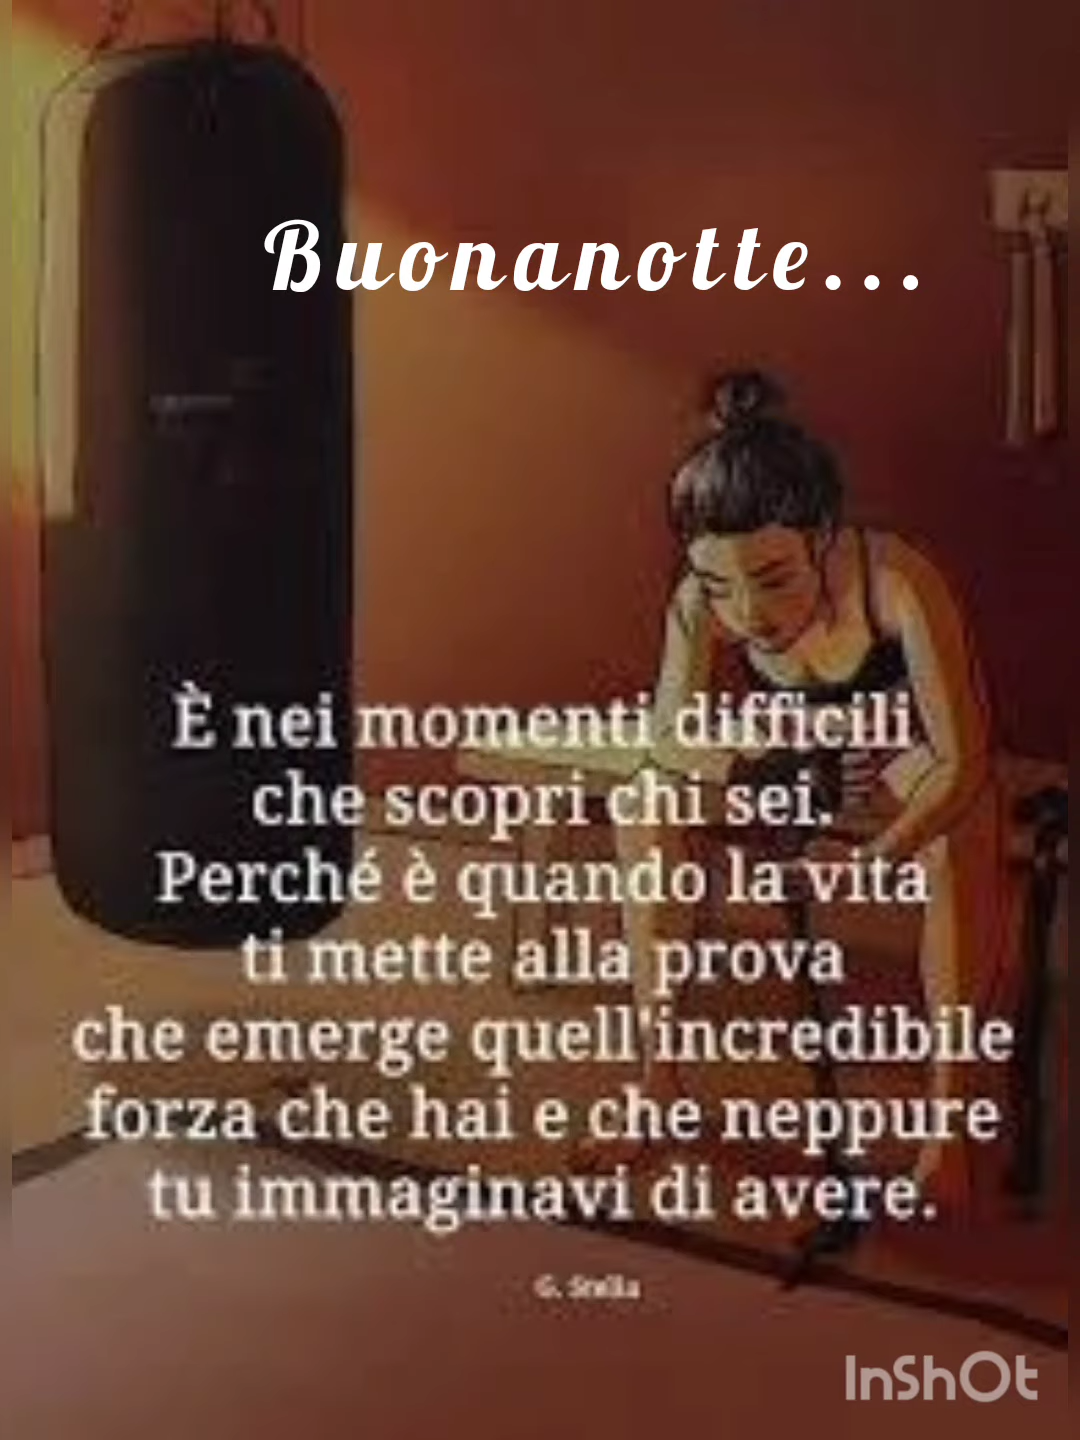 Buonanotte...
È nei momenti difficili
che scopri chi sei.
Perché è quando la vita
ti mette alla prova
che emerge quell'incredibile
forza che hai e che neppure
tu immaginavi di avere.
G. Stella
InShOt